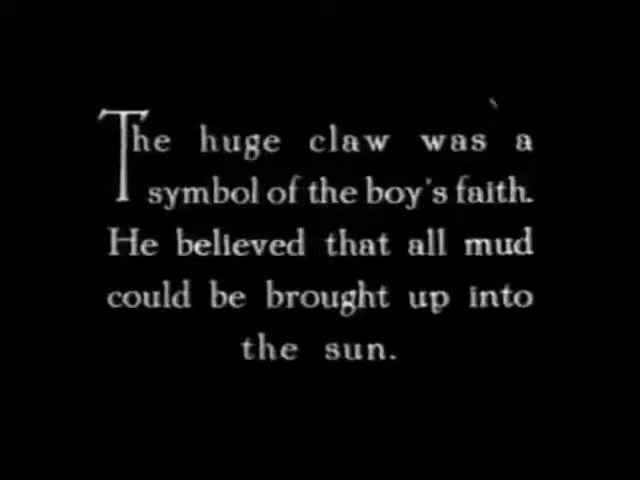 The huge claw was a
symbol of the boy's faith.
He believed that all mud
could be brought up into
the sun.